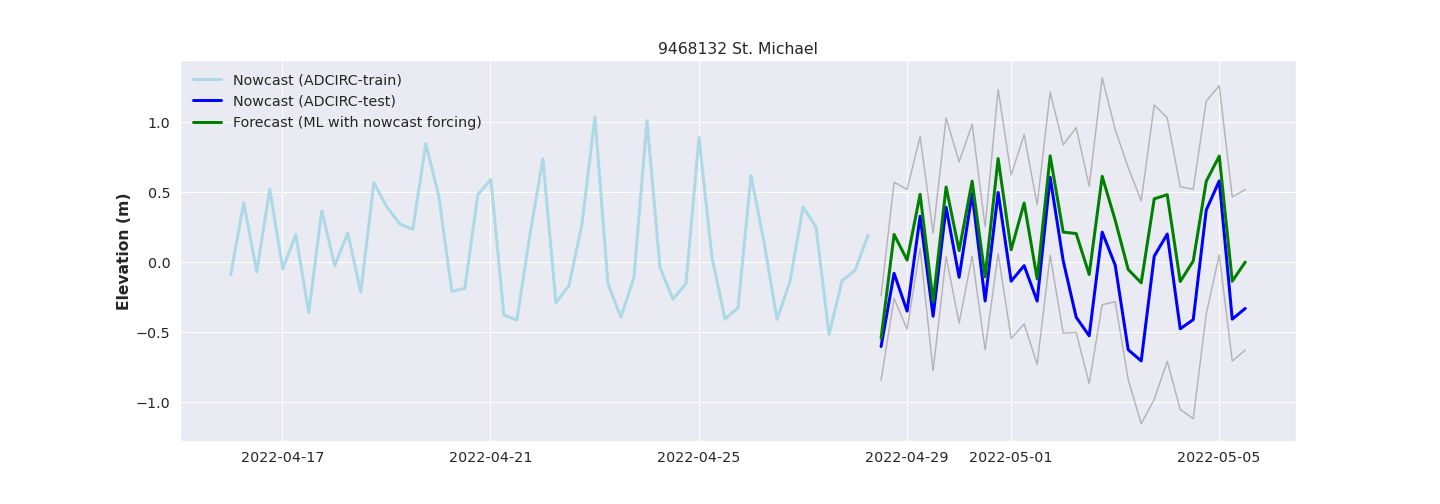 9468132 St. Michael
Nowcast (ADCIRC-train)
Nowcast (ADCIRC-test)
Forecast (ML with nowcast forcing)
Elevation (m)
1.0
0.5
0.0
−0.5
−1.0
2022-04-17 2022-04-21 2022-04-25 2022-04-29 2022-05-01 2022-05-05